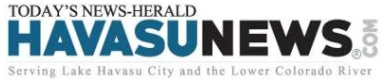 TODAY'S NEWS-HERALD
HAVASUNEWS.COM
Serving Lake Havasu City and the Lower Colorado River